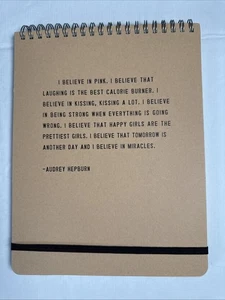 I BELIEVE IN PINK. I BELIEVE THAT
LAUGHING IS THE BEST CALORIE BURNER. I
BELIEVE IN KISSING, KISSING A LOT. I BELIEVE
IN BEING STRONG WHEN EVERYTHING IS GOING
WRONG. I BELIEVE THAT HAPPY GIRLS ARE THE
PRETTIEST GIRLS. I BELIEVE THAT TOMORROW IS
ANOTHER DAY AND I BELIEVE IN MIRACLES.
-AUDREY HEPBURN